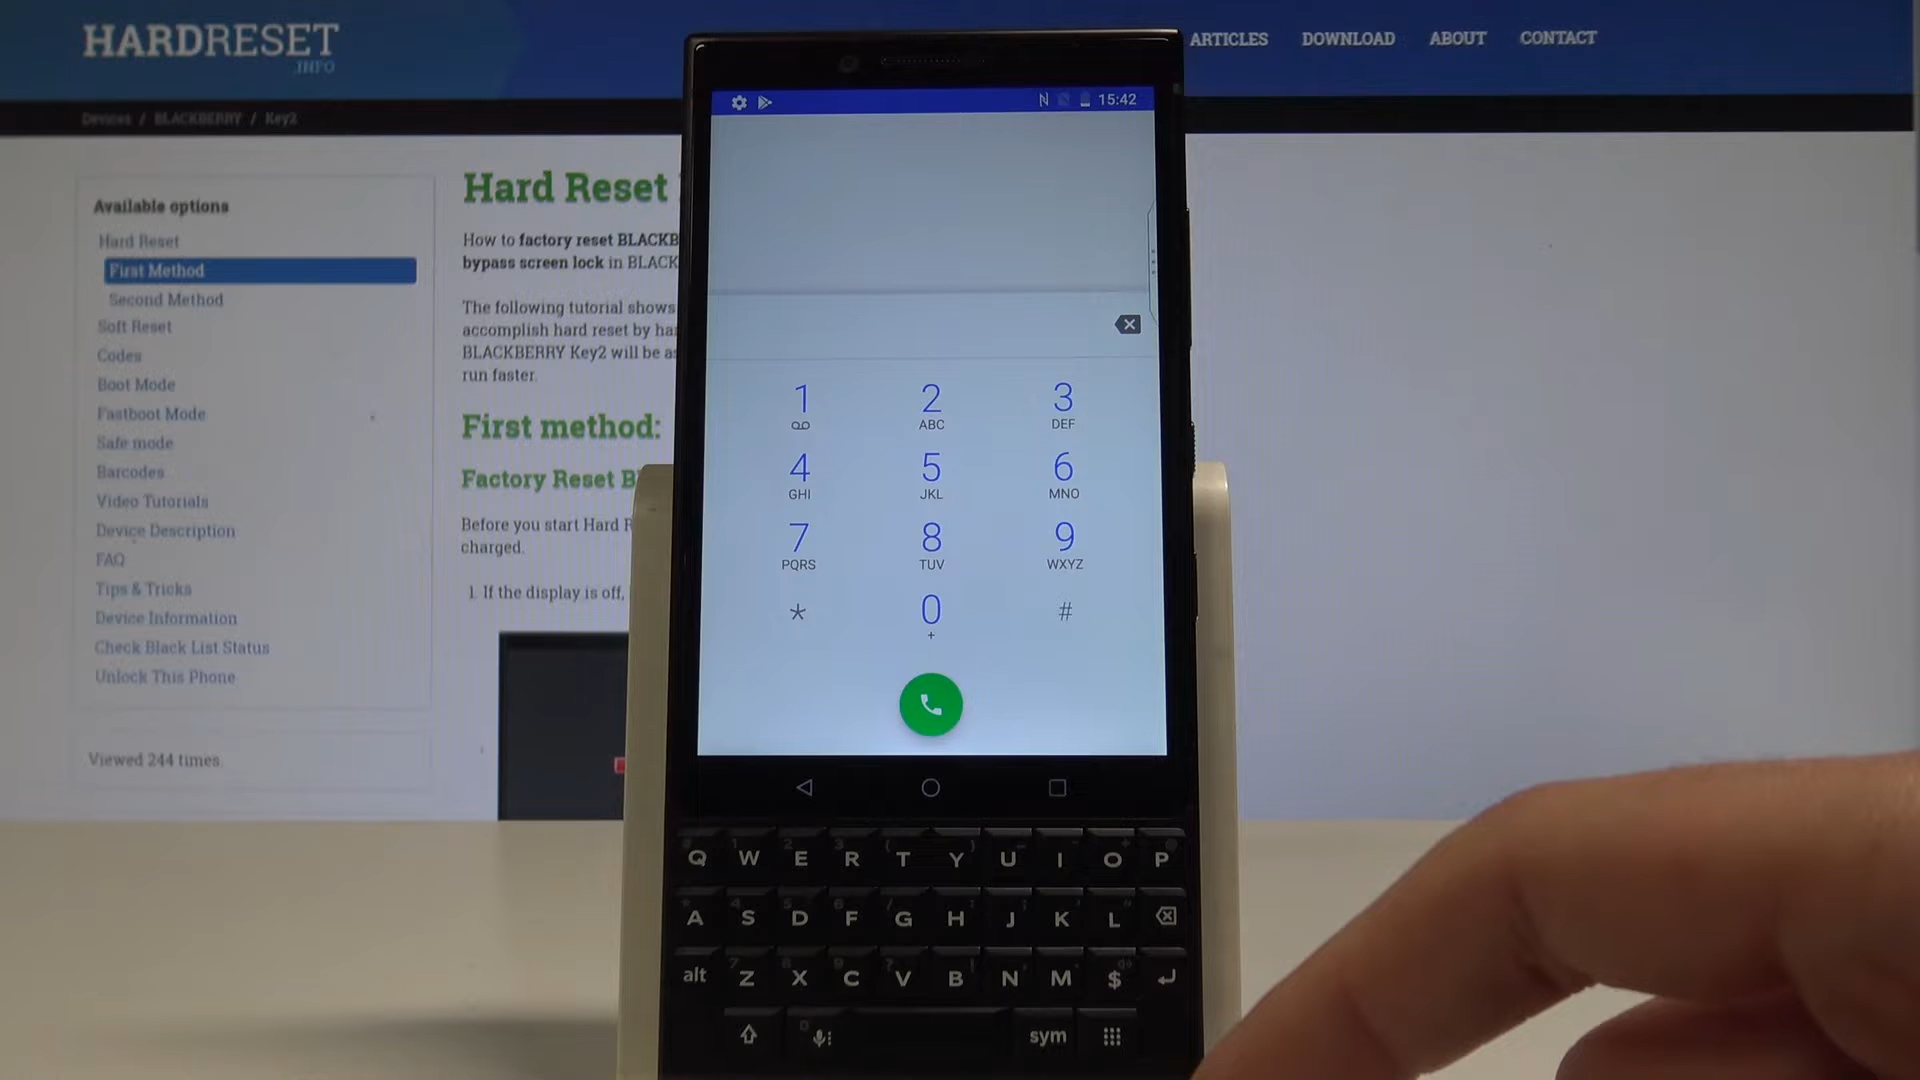 HARDRESET
.INFO
ARTICLES DOWNLOAD ABOUT CONTACT
Devices / BLACKBERRY / Key2
Available options
Hard Reset
First Method
Second Method
Soft Reset
Codes
Boot Mode
Fastboot Mode
Safe mode
Barcodes
Video Tutorials
Device Description
FAQ
Tips & Tricks
Device Information
Check Black List Status
Unlock This Phone
Viewed 244 times
Hard Reset
How to factory reset BLACKB
bypass screen lock in BLACK
The following tutorial shows
accomplish hard reset by ha
BLACKBERRY Key2 will be a
run faster.
First method:
Factory Reset B
Before you start Hard R
charged.
1. If the display is off,
15:42
1 2 3
ABC DEF
4 5 6
GHI JKL MNO
7 8 9
PQRS TUV WXYZ
* 0 #
+
Q W E R T Y U I O P
A S D F G H J K L
alt Z X C V B N M $
sym